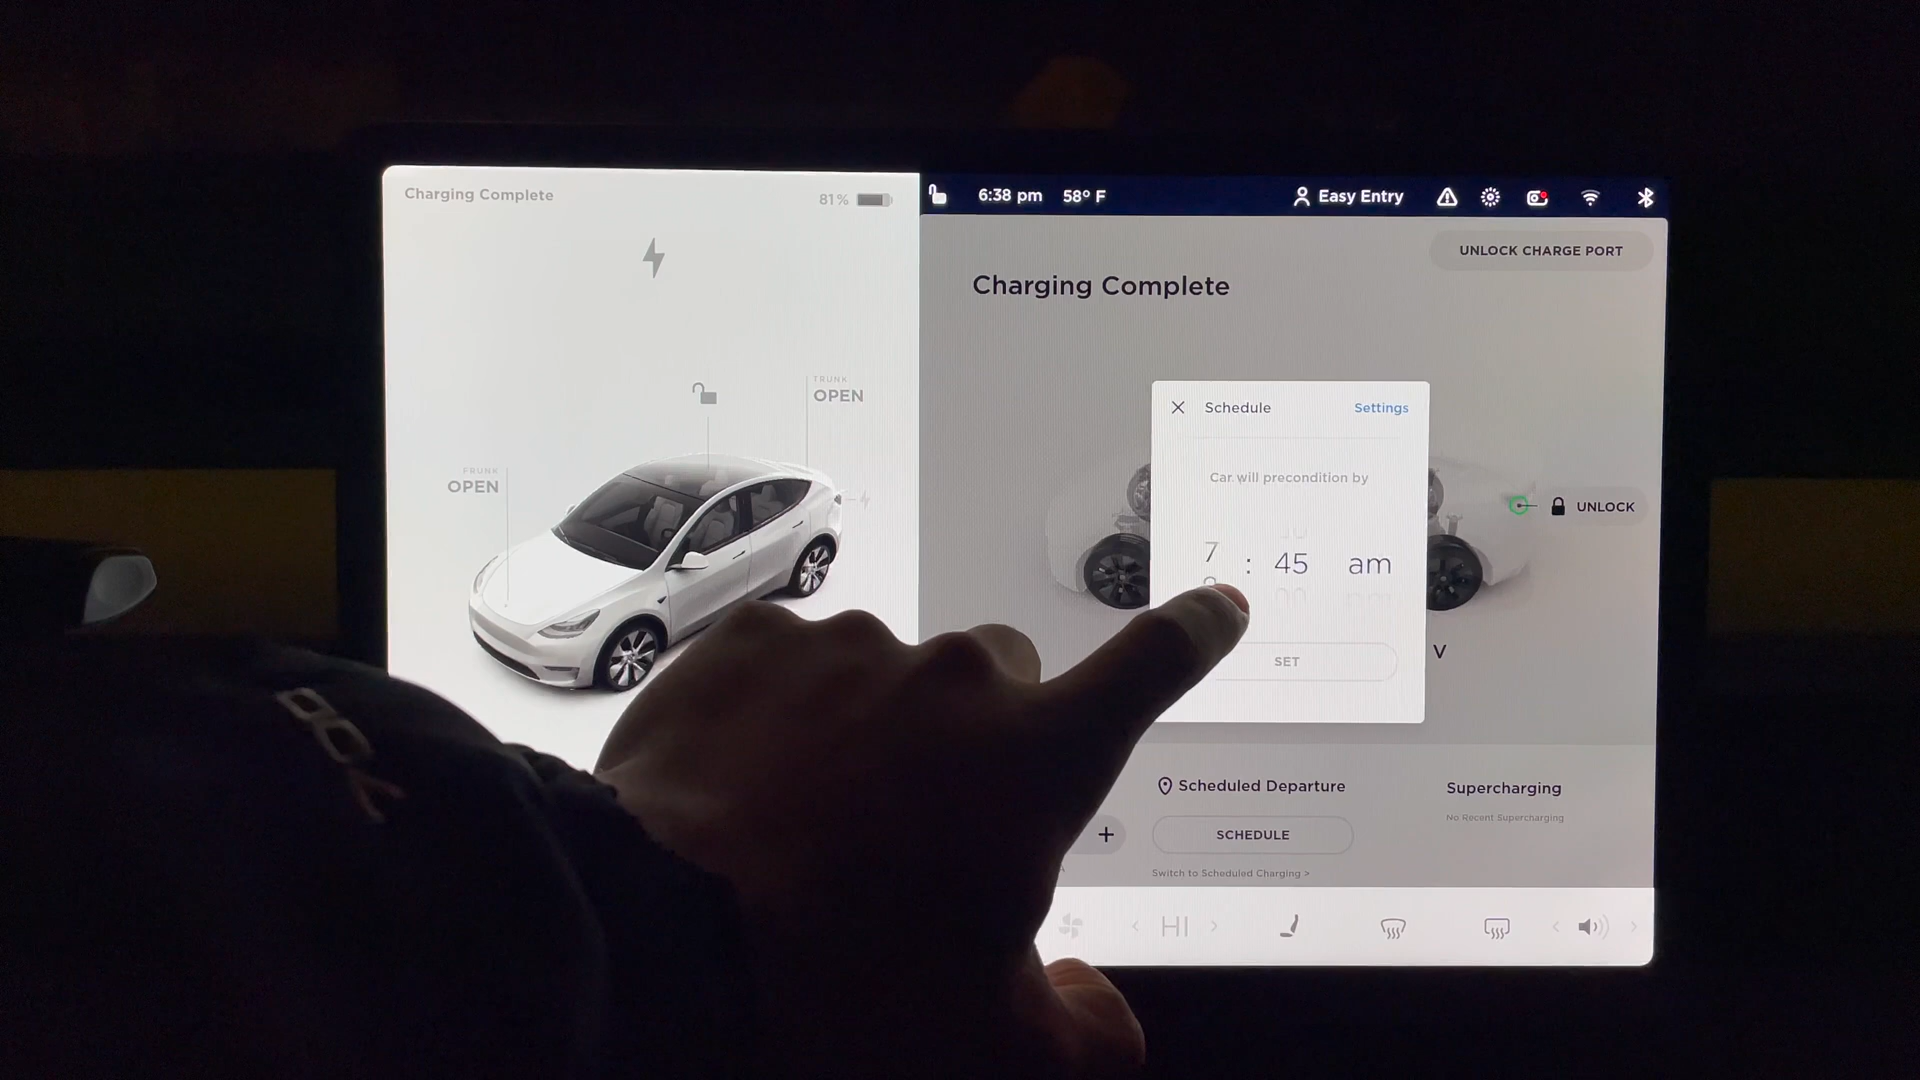 Charging Complete
81%
6:38 pm 58° F
Easy Entry
UNLOCK CHARGE PORT
Charging Complete
TRUNK
OPEN
FRUNK
OPEN
Schedule
Settings
Car will precondition by
7 : 45 am
pm
SET
UNLOCK
V
Scheduled Departure
SCHEDULE
Switch to Scheduled Charging >
Supercharging
No Recent Supercharging
+
< HI >